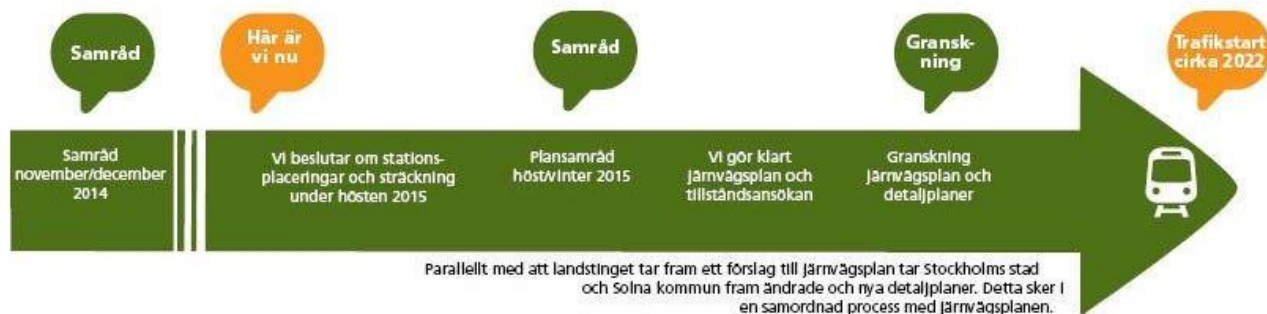 Samråd
Här är
vi nu
Samråd
Gransk-
ning
Trafikstart
cirka 2022
Samråd
november/december
2014
Vi beslutar om stations-
placeringar och sträckning
under hösten 2015
Plansamråd
höst/vinter 2015
Vi gör klart
järnvägsplan och
tillståndsansökan
Granskning
järnvägsplan och
detaljplaner
Parallellt med att landstinget tar fram ett förslag till järnvägsplan tar Stockholms stad
och Solna kommun fram ändrade och nya detaljplaner. Detta sker i
en samordnad process med järnvägsplanen.